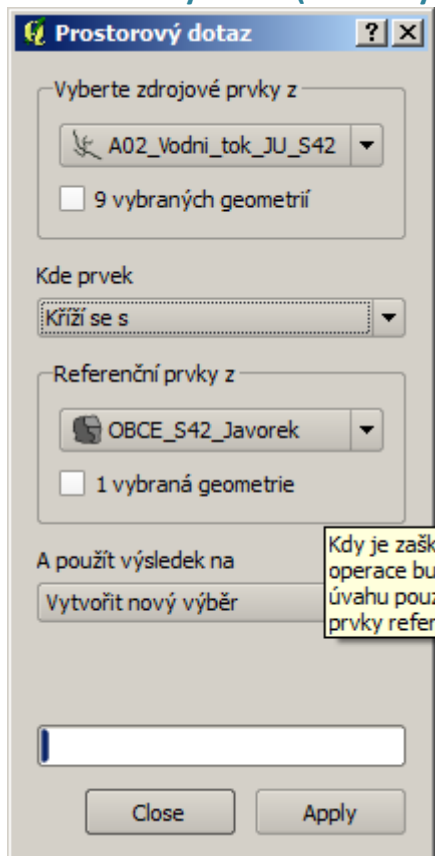 Prostorový dotaz
Vyberte zdrojové prvky z
A02_Vodni_tok_JU_S42
9 vybraných geometrií
Kde prvek
Kříží se s
Referenční prvky z
OBCE_S42_Javorek
1 vybraná geometrie
A použít výsledek na
Vytvořit nový výběr
Kdy je zašk
operace bu
úvahu pouz
prvky refer
Close
Apply